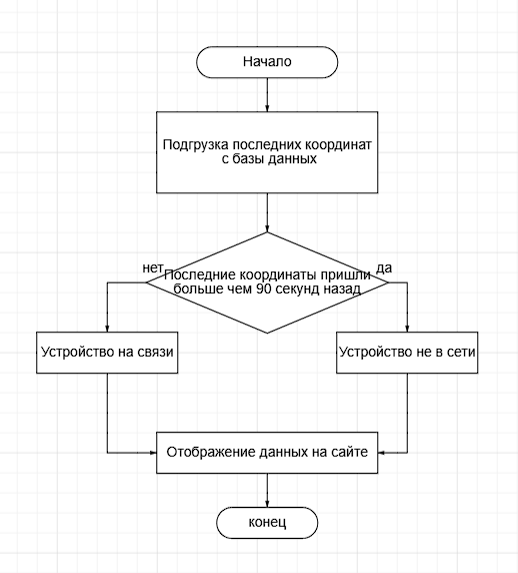 Начало
Подгрузка последних координат
с базы данных
нет
Последние координаты пришли
больше чем 90 секунд назад
да
Устройство на связи
Устройство не в сети
Отображение данных на сайте
конец